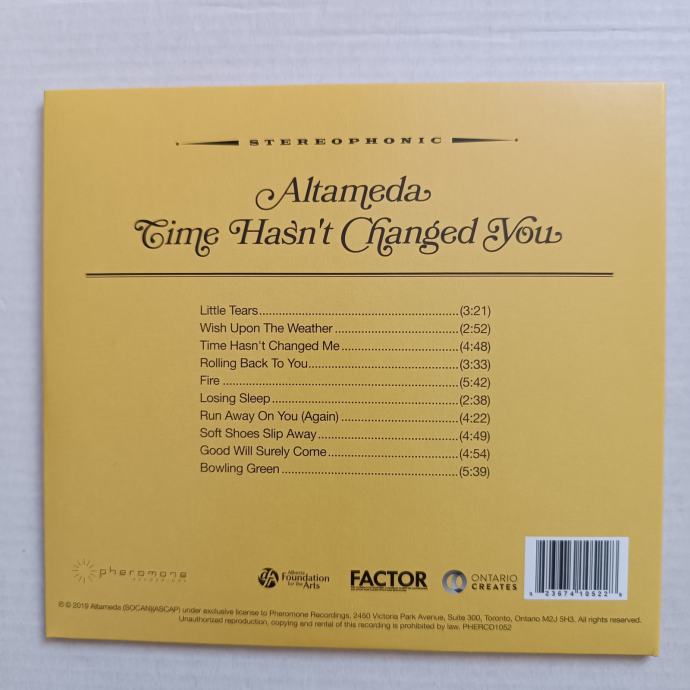 STEREOPHONIC
Altameda
Time Hasn't Changed You
Little Tears (3:21)
Wish Upon The Weather (2:52)
Time Hasn't Changed Me (4:48)
Rolling Back To You (3:33)
Fire (5:42)
Losing Sleep (2:38)
Run Away On You (Again) (4:22)
Soft Shoes Slip Away (4:49)
Good Will Surely Come (4:54)
Bowling Green (5:39)
pheromone
RECORDINGS
Alberta
Foundation
for the
Arts
FACTOR
ONTARIO
CREATES
23674 10522
℗ © 2019 Altameda (SOCAN)(ASCAP) under exclusive license to Pheromone Recordings, 2450 Victoria Park Avenue, Suite 300, Toronto, Ontario M2J 5H3. All rights reserved.
Unauthorized reproduction, copying and rental of this recording is prohibited by law. PHERCD1052